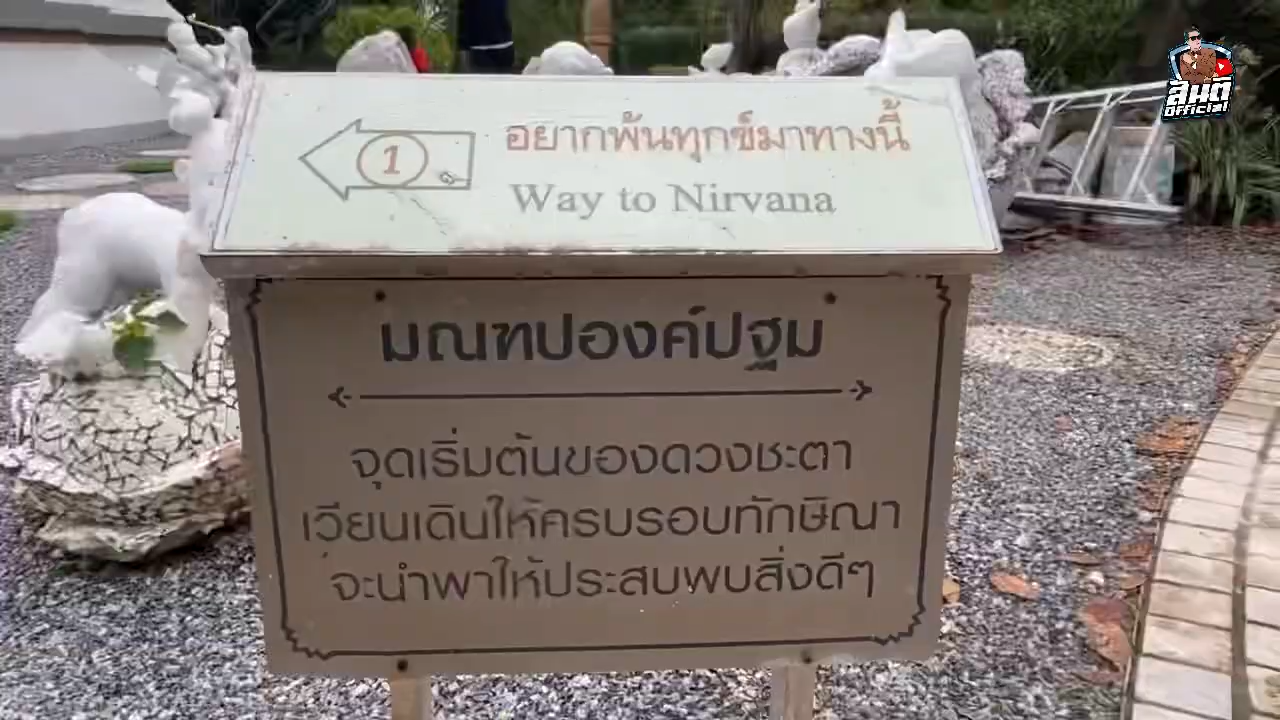 อยากพ้นทุกข์มาทางนี้
1
Way to Nirvana
มณฑปองค์ปฐม
จุดเริ่มต้นของดวงชะตา
เวียนเดินให้ครบรอบทักษิณา
จะนำพาให้ประสบพบสิ่งดีๆ
สินตี
Official